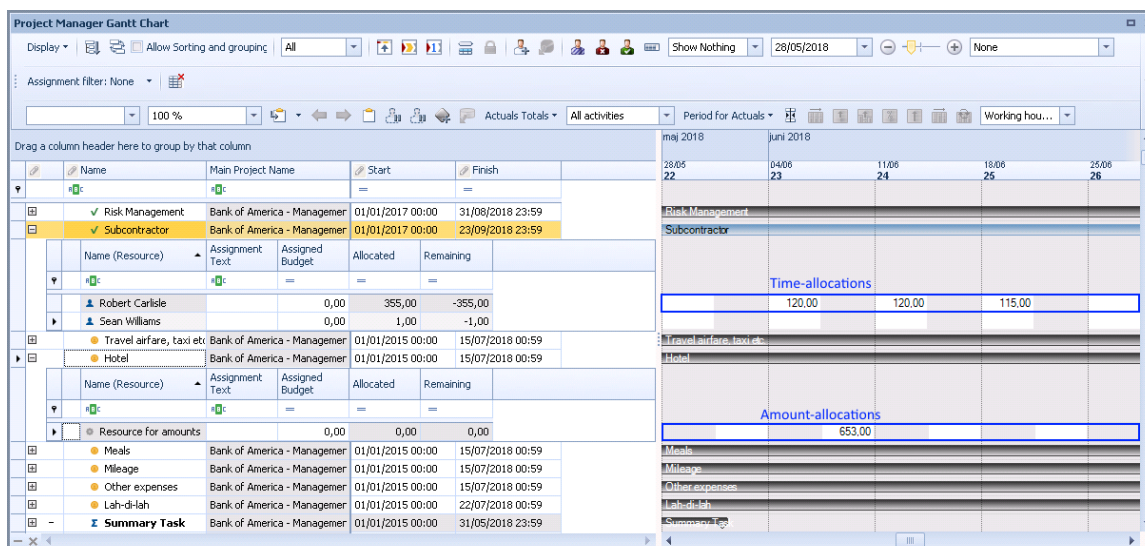 Project Manager Gantt Chart
Display Allow Sorting and grouping All Show Nothing 28/05/2018 None
Assignment filter: None
100 % Actuals Totals All activities Period for Actuals Working hou...
Drag a column header here to group by that column
maj 2018 juni 2018
Name Main Project Name Start Finish
28/05 04/06 11/06 18/06 25/06
22 23 24 25 26
Risk Management Bank of America - Managemer 01/01/2017 00:00 31/08/2018 23:59 Risk Management
Subcontractor Bank of America - Managemer 01/01/2017 00:00 23/09/2018 23:59 Subcontractor
Name (Resource) Assignment Text Assigned Budget Allocated Remaining
Time-allocations
Robert Carlisle 0,00 355,00 -355,00 120,00 120,00 115,00
Sean Williams 0,00 1,00 -1,00
Travel airfare, taxi etc Bank of America - Managemer 01/01/2015 00:00 15/07/2018 00:59 Travel airfare, taxi etc.
Hotel Bank of America - Managemer 01/01/2015 00:00 15/07/2018 00:59 Hotel
Name (Resource) Assignment Text Assigned Budget Allocated Remaining
Amount-allocations
Resource for amounts 0,00 0,00 0,00 653,00
Meals Bank of America - Managemer 01/01/2015 00:00 15/07/2018 00:59 Meals
Mileage Bank of America - Managemer 01/01/2015 00:00 15/07/2018 00:59 Mileage
Other expenses Bank of America - Managemer 01/01/2015 00:00 15/07/2018 00:59 Other expenses
Lah-di-lah Bank of America - Managemer 01/01/2015 00:00 22/07/2018 00:59 Lah-di-lah
Summary Task Bank of America - Managemer 01/01/2015 00:00 31/05/2018 23:59 Summary Task